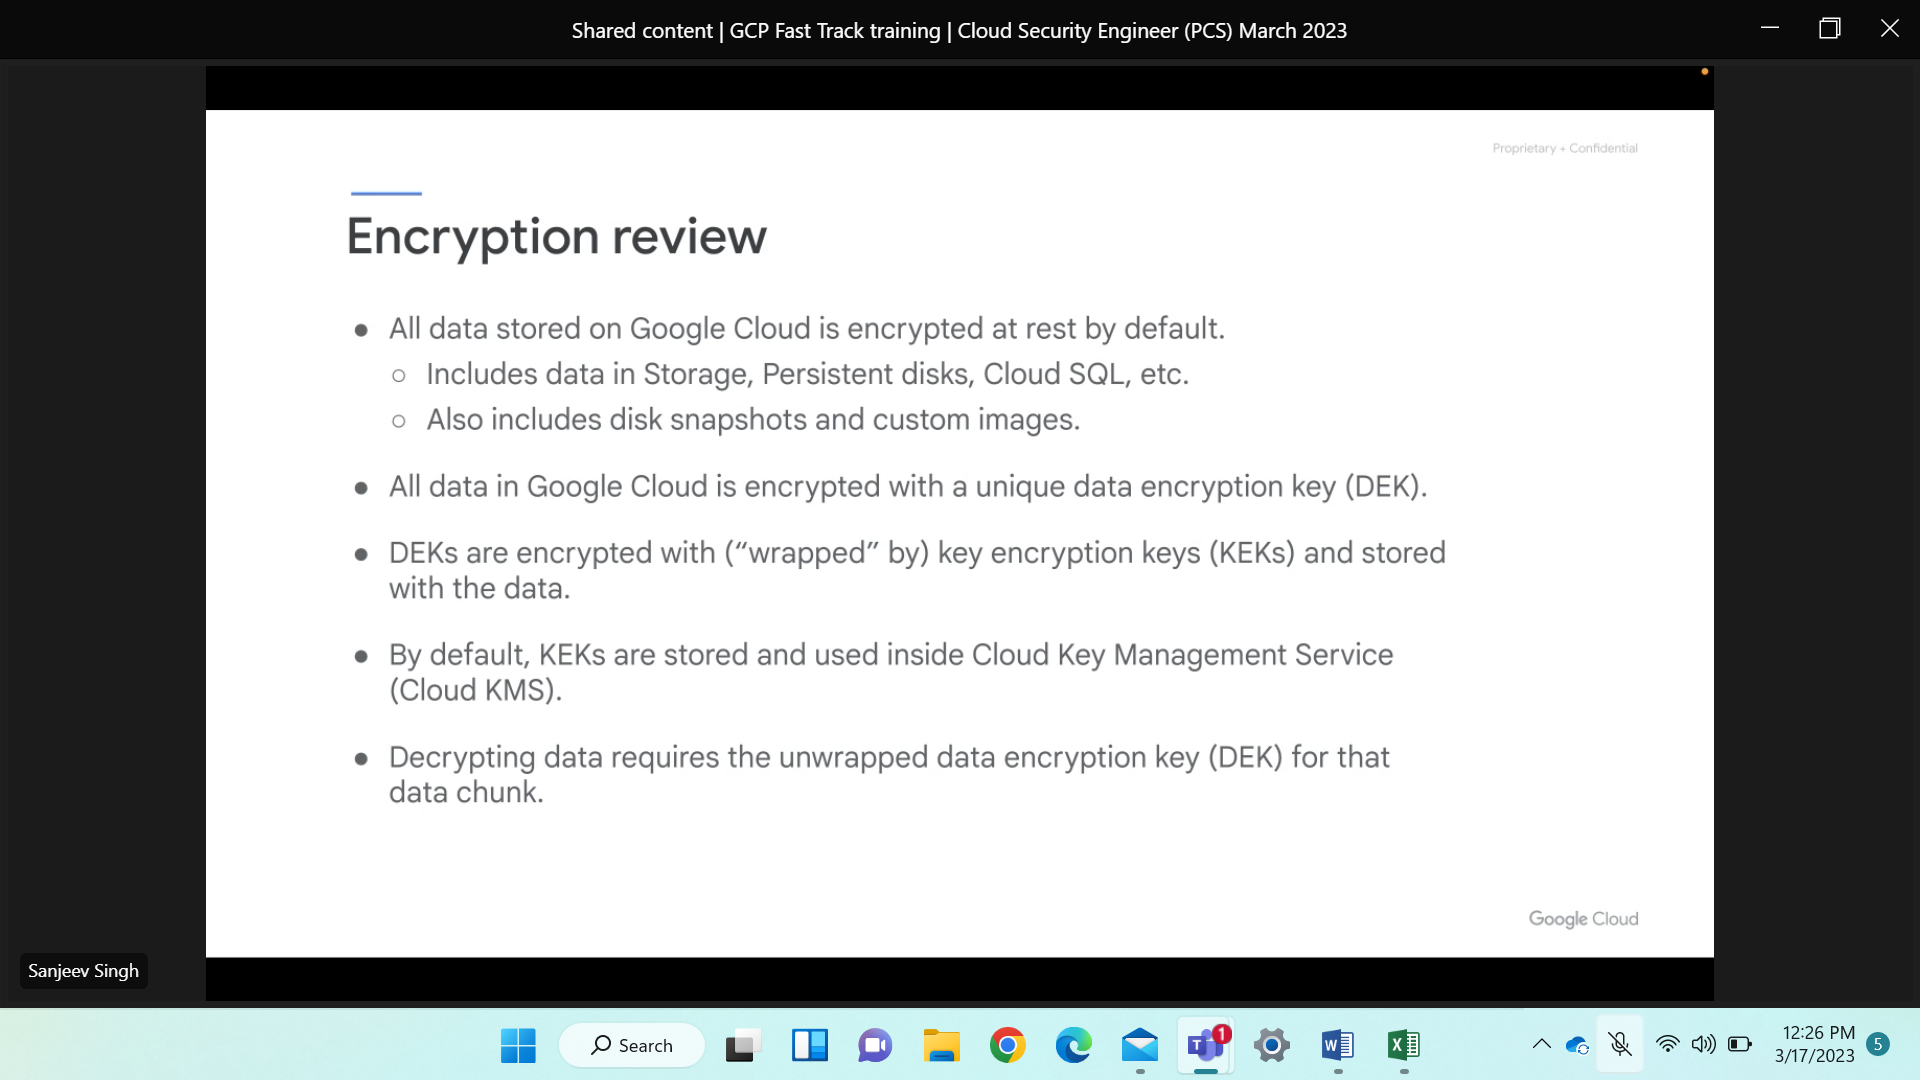 Shared content | GCP Fast Track training | Cloud Security Engineer (PCS) March 2023
Proprietary + Confidential
Encryption review
● All data stored on Google Cloud is encrypted at rest by default.
○ Includes data in Storage, Persistent disks, Cloud SQL, etc.
○ Also includes disk snapshots and custom images.
● All data in Google Cloud is encrypted with a unique data encryption key (DEK).
● DEKs are encrypted with (“wrapped” by) key encryption keys (KEKs) and stored
with the data.
● By default, KEKs are stored and used inside Cloud Key Management Service
(Cloud KMS).
● Decrypting data requires the unwrapped data encryption key (DEK) for that
data chunk.
Google Cloud
Sanjeev Singh
Search
T
1
W
X
12:26 PM
3/17/2023
5